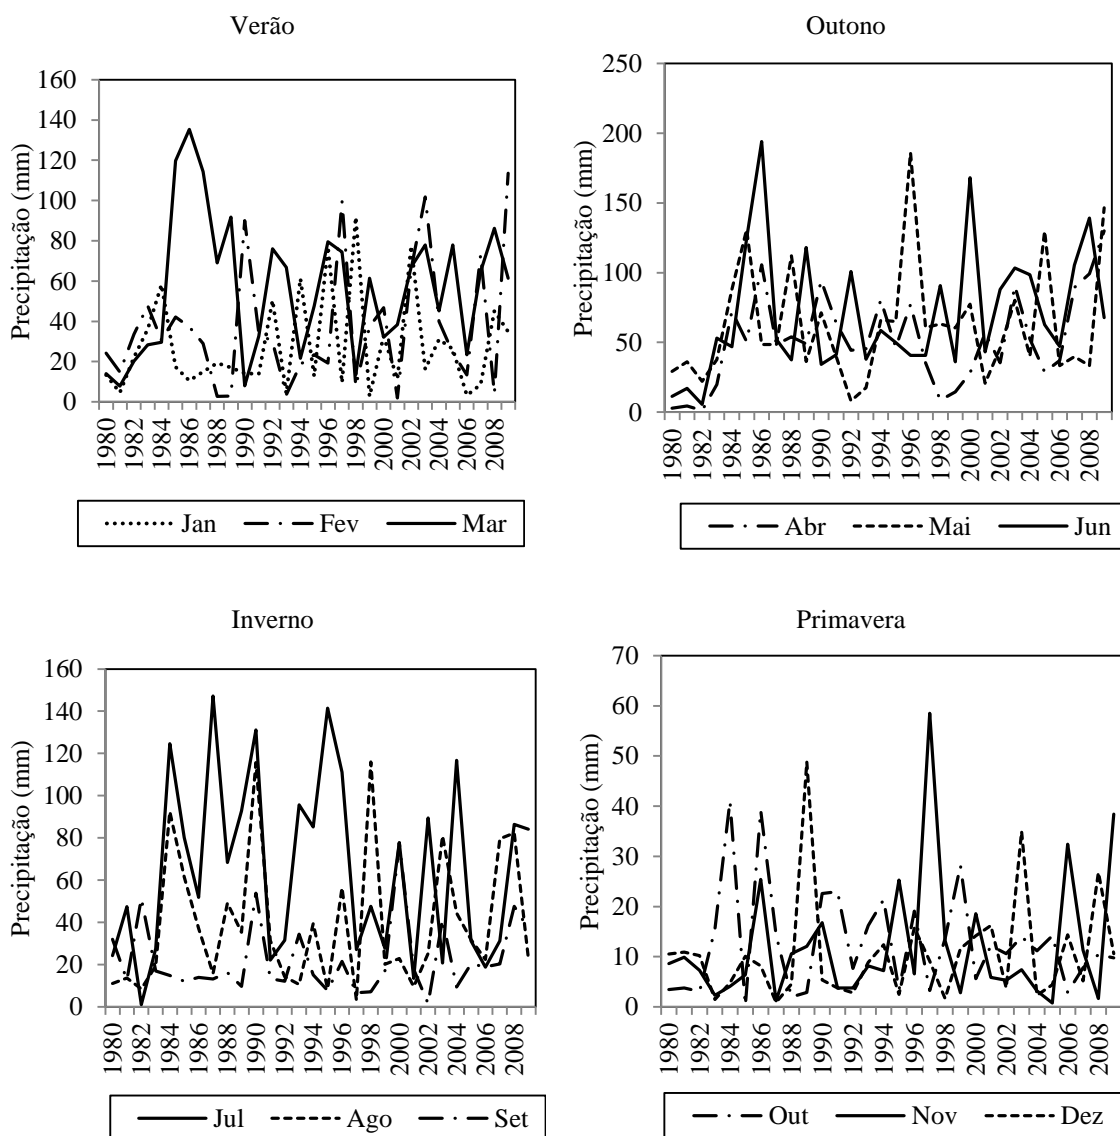 Verão
Precipitação (mm)
160
140
120
100
80
60
40
20
0
1980 1982 1984 1986 1988 1990 1992 1994 1996 1998 2000 2002 2004 2006 2008
Jan Fev Mar
Outono
Precipitação (mm)
250
200
150
100
50
0
1980 1982 1984 1986 1988 1990 1992 1994 1996 1998 2000 2002 2004 2006 2008
Abr Mai Jun
Inverno
Precipitação (mm)
160
140
120
100
80
60
40
20
0
1980 1982 1984 1986 1988 1990 1992 1994 1996 1998 2000 2002 2004 2006 2008
Jul Ago Set
Primavera
Precipitação (mm)
70
60
50
40
30
20
10
0
1980 1982 1984 1986 1988 1990 1992 1994 1996 1998 2000 2002 2004 2006 2008
Out Nov Dez